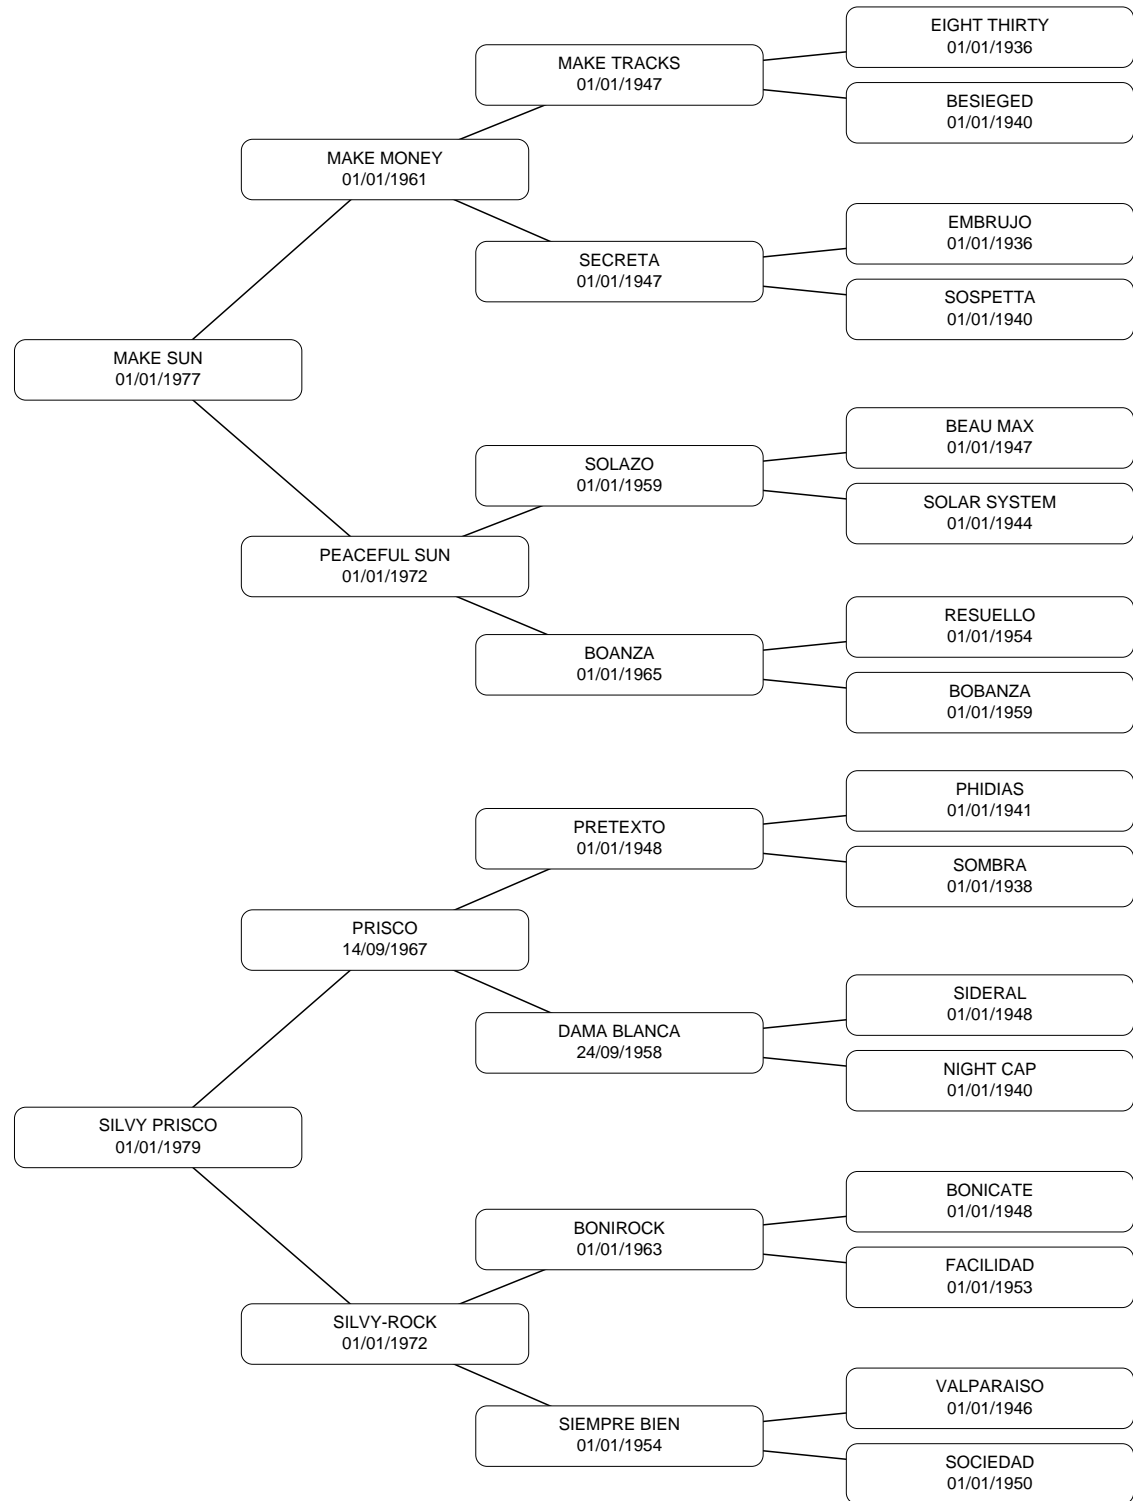 EIGHT THIRTY
01/01/1936
MAKE TRACKS
01/01/1947
BESIEGED
01/01/1940
MAKE MONEY
01/01/1961
EMBRUJO
01/01/1936
SECRETA
01/01/1947
SOSPETTA
01/01/1940
MAKE SUN
01/01/1977
BEAU MAX
01/01/1947
SOLAZO
01/01/1959
SOLAR SYSTEM
01/01/1944
PEACEFUL SUN
01/01/1972
RESUELLO
01/01/1954
BOANZA
01/01/1965
BOBANZA
01/01/1959
PHIDIAS
01/01/1941
PRETEXTO
01/01/1948
SOMBRA
01/01/1938
PRISCO
14/09/1967
SIDERAL
01/01/1948
DAMA BLANCA
24/09/1958
NIGHT CAP
01/01/1940
SILVY PRISCO
01/01/1979
BONICATE
01/01/1948
BONIROCK
01/01/1963
FACILIDAD
01/01/1953
SILVY-ROCK
01/01/1972
VALPARAISO
01/01/1946
SIEMPRE BIEN
01/01/1954
SOCIEDAD
01/01/1950